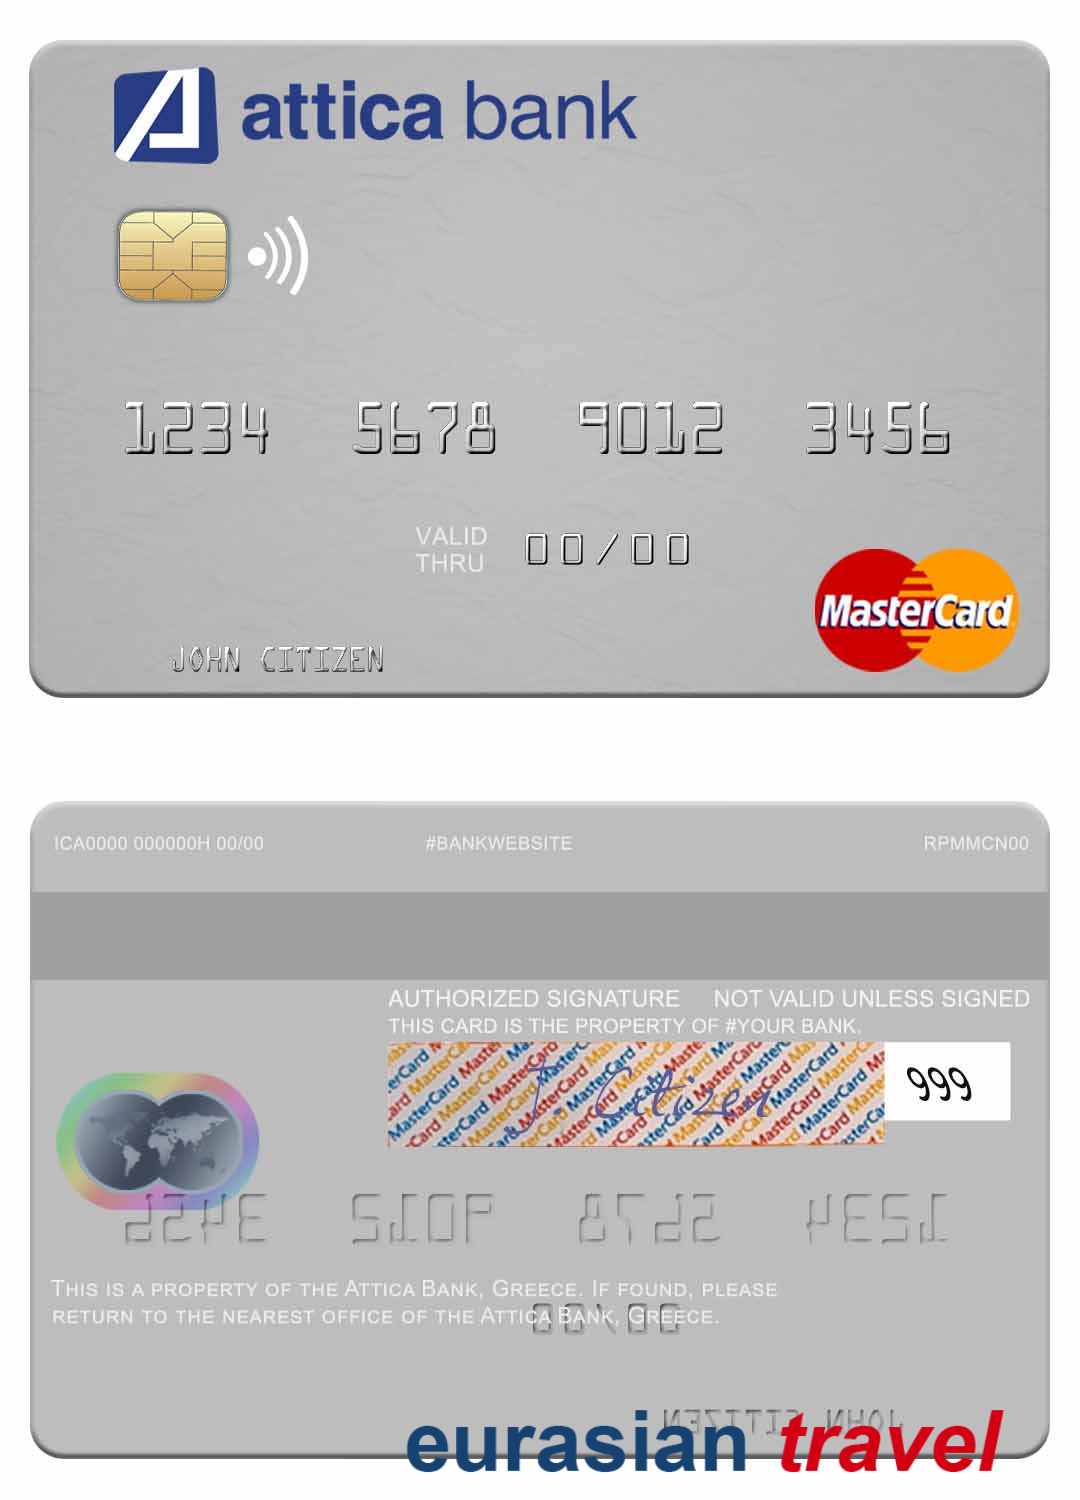 attica bank
1234 5678 9012 3456
VALID
THRU
00/00
MasterCard
JOHN CITIZEN
ICA0000 000000H 00/00 #BANKWEBSITE RPMMCN00
AUTHORIZED SIGNATURE NOT VALID UNLESS SIGNED
THIS CARD IS THE PROPERTY OF #YOUR BANK.
J. Citizen
999
THIS IS A PROPERTY OF THE ATTICA BANK, GREECE. IF FOUND, PLEASE
RETURN TO THE NEAREST OFFICE OF THE ATTICA BANK, GREECE.
eurasian travel